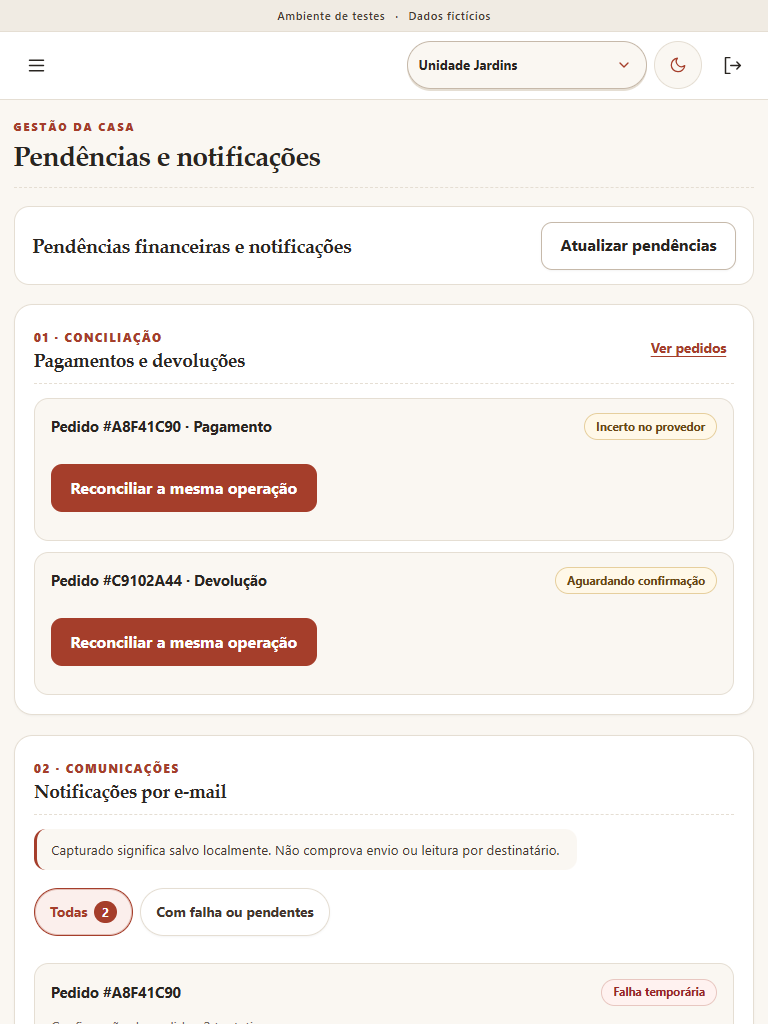 Ambiente de testes · Dados fictícios
Unidade Jardins
GESTÃO DA CASA
Pendências e notificações
Pendências financeiras e notificações
Atualizar pendências
01 · CONCILIAÇÃO
Pagamentos e devoluções
Ver pedidos
Pedido #A8F41C90 · Pagamento
Incerto no provedor
Reconciliar a mesma operação
Pedido #C9102A44 · Devolução
Aguardando confirmação
Reconciliar a mesma operação
02 · COMUNICAÇÕES
Notificações por e-mail
Capturado significa salvo localmente. Não comprova envio ou leitura por destinatário.
Todas 2
Com falha ou pendentes
Pedido #A8F41C90
Falha temporária